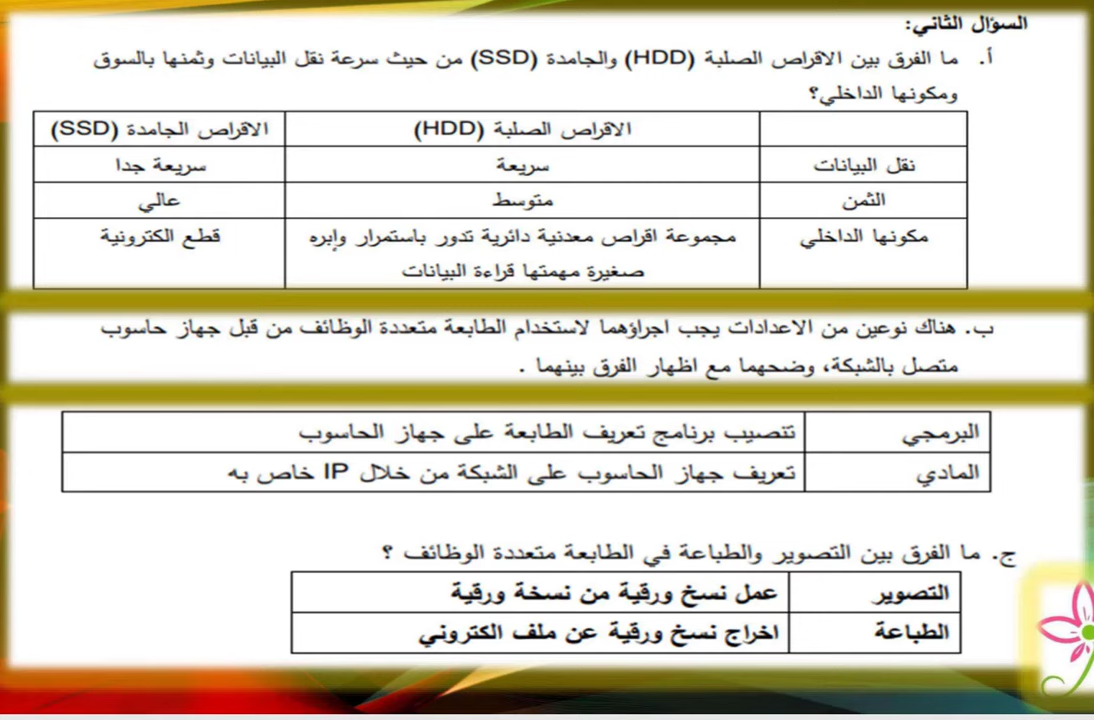 السؤال الثاني:
أ. ما الفرق بين الاقراص الصلبة (HDD) والجامدة (SSD) من حيث سرعة نقل البيانات وثمنها بالسوق
ومكونها الداخلي؟
الاقراص الصلبة (HDD) الاقراص الجامدة (SSD)
نقل البيانات سريعة سريعة جدا
الثمن متوسط عالي
مكونها الداخلي مجموعة اقراص معدنية دائرية تدور باستمرار وإبره قطع الكترونية
صغيرة مهمتها قراءة البيانات
ب. هناك نوعين من الاعدادات يجب اجراؤهما لاستخدام الطابعة متعددة الوظائف من قبل جهاز حاسوب
متصل بالشبكة، وضحهما مع اظهار الفرق بينهما .
البرمجي تتصيب برنامج تعريف الطابعة على جهاز الحاسوب
المادي تعريف جهاز الحاسوب على الشبكة من خلال IP خاص به
ج. ما الفرق بين التصوير والطباعة في الطابعة متعددة الوظائف ؟
التصوير عمل نسخ ورقية من نسخة ورقية
الطباعة اخراج نسخ ورقية عن ملف الكتروني